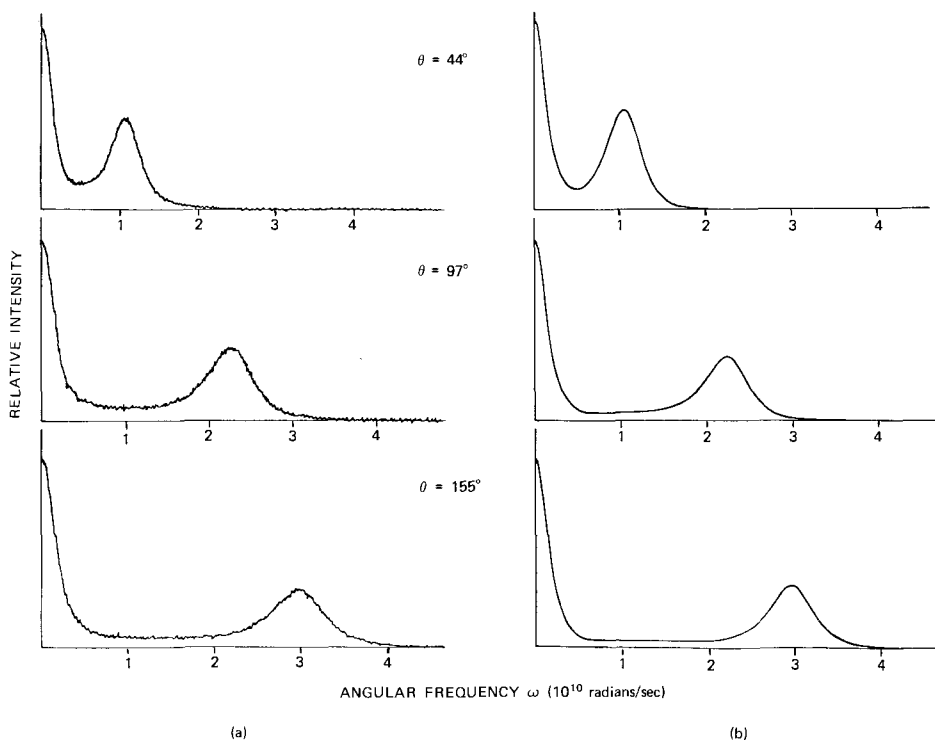 θ = 44°
1 2 3 4
1 2 3 4
θ = 97°
1 2 3 4
1 2 3 4
θ = 155°
1 2 3 4
1 2 3 4
RELATIVE INTENSITY
ANGULAR FREQUENCY ω (10¹⁰ radians/sec)
(a)
(b)